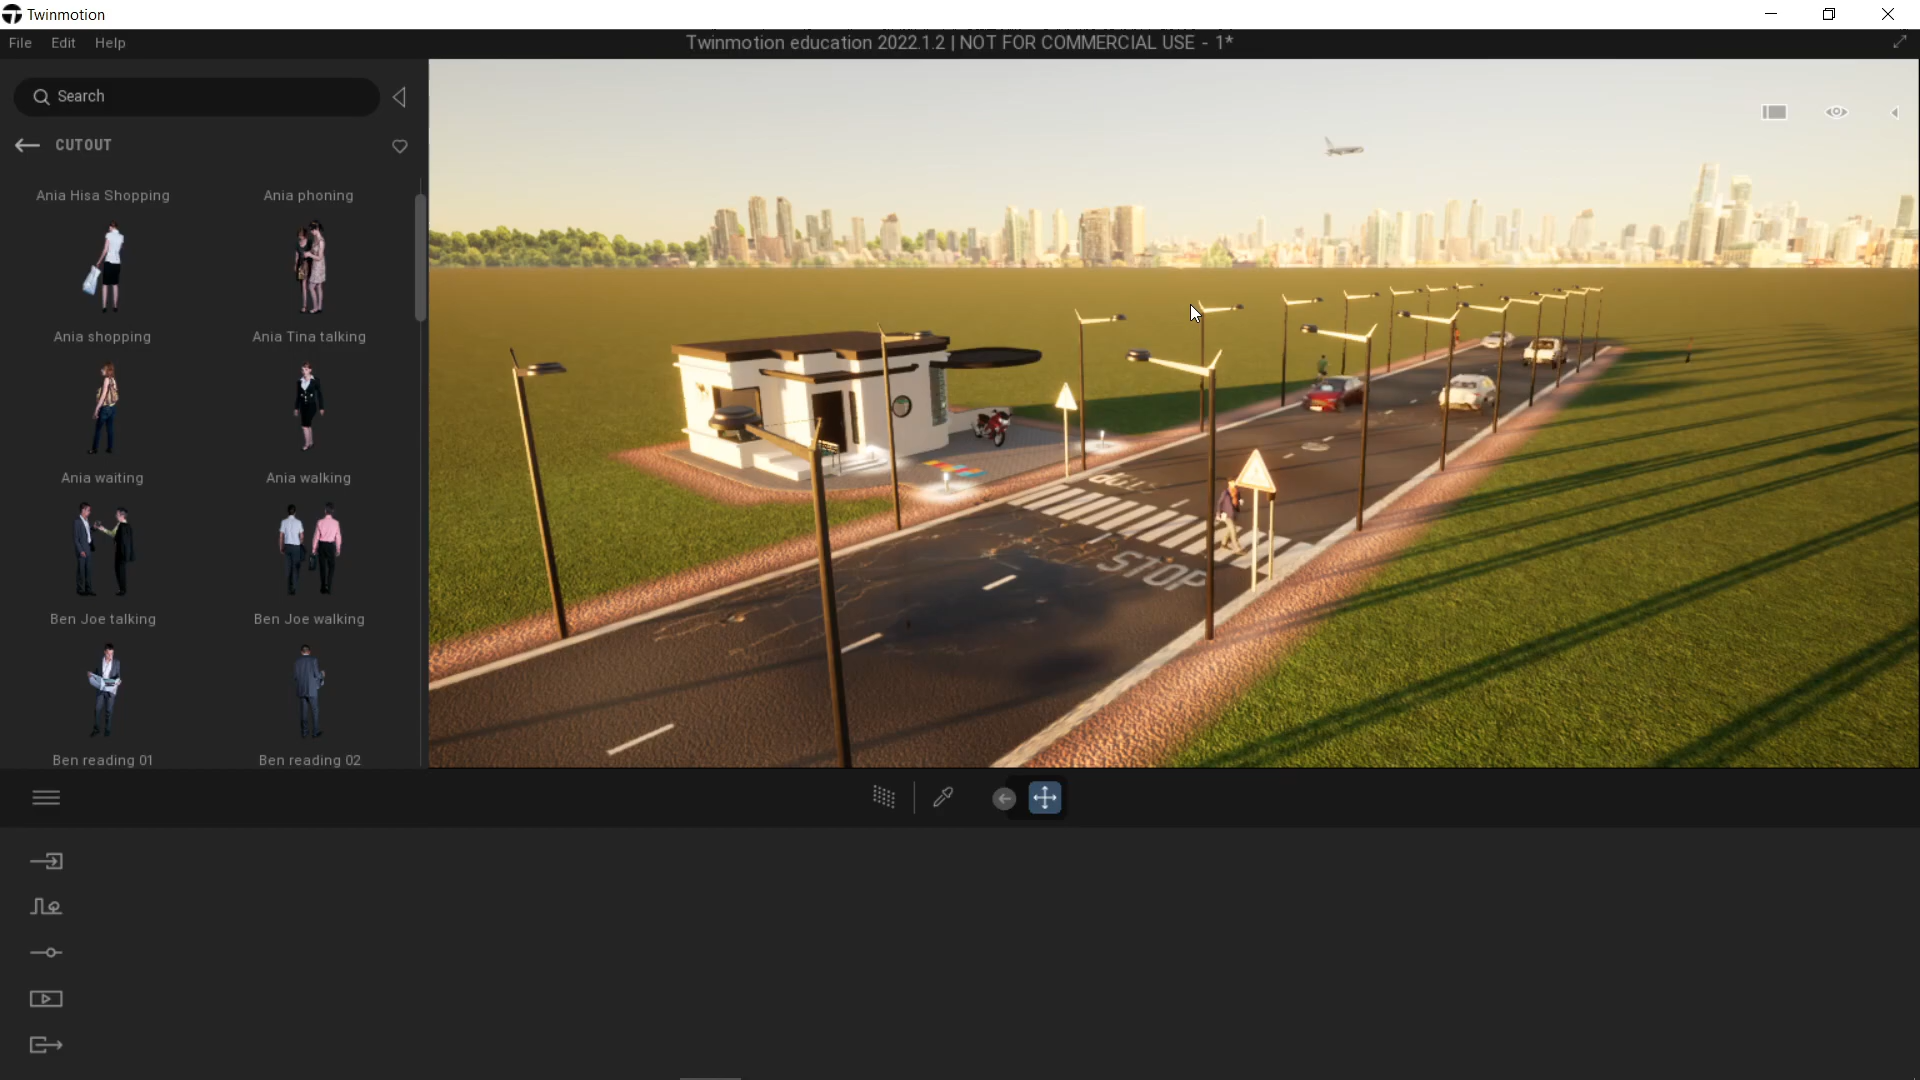 Twinmotion
File Edit Help
Twinmotion education 2022.1.2 | NOT FOR COMMERCIAL USE - 1*
Search
CUTOUT
Ania Hisa Shopping
Ania phoning
Ania shopping
Ania Tina talking
Ania waiting
Ania walking
Ben Joe talking
Ben Joe walking
Ben reading 01
Ben reading 02
STOP